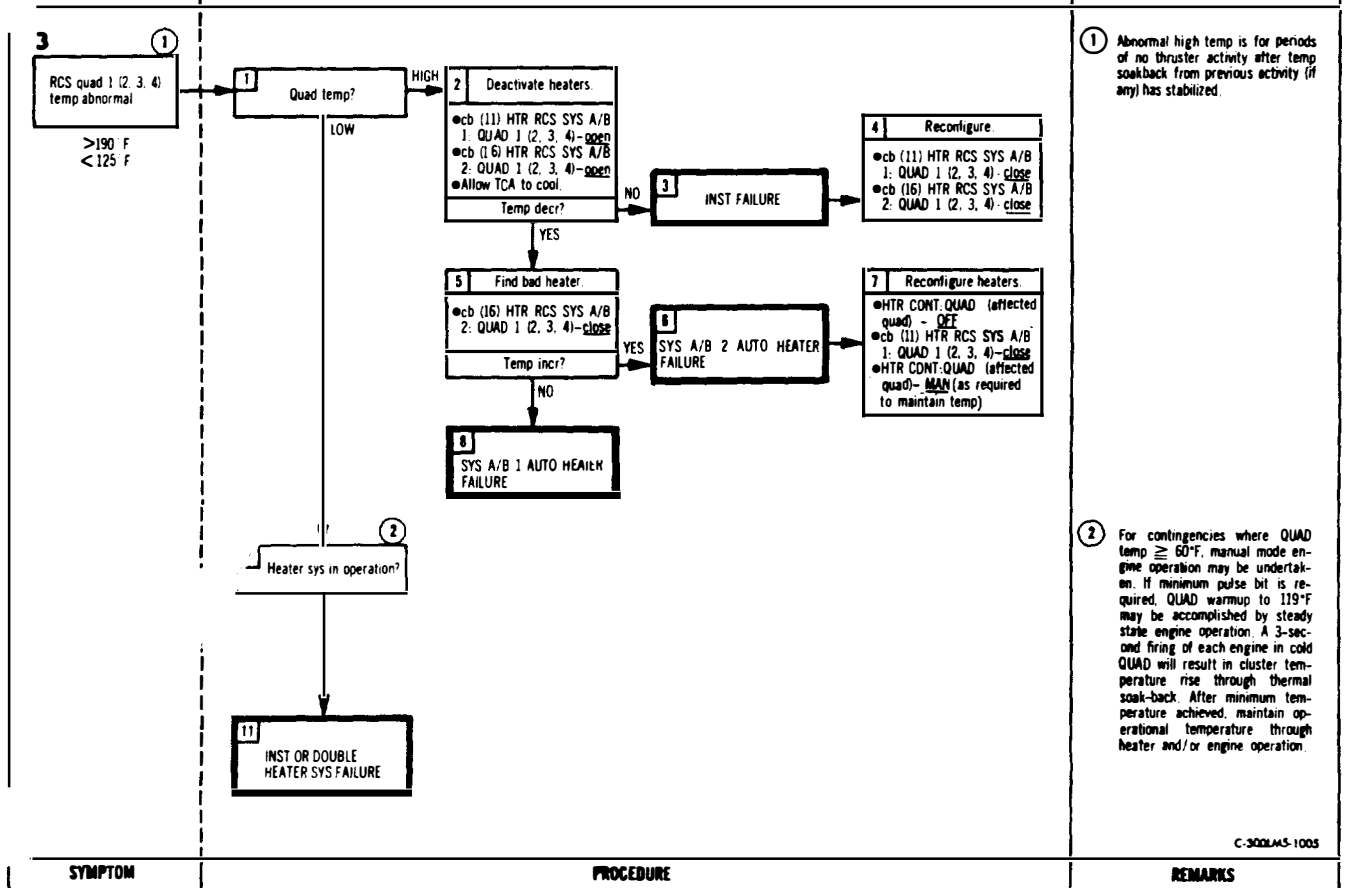 3
1
RCS quad 1 (2, 3, 4)
temp abnormal
>190°F
<125°F
1
Quad temp?
HIGH
LOW
2 Deactivate heaters.
●cb (11) HTR RCS SYS A/B
1: QUAD 1 (2, 3, 4)-open
●cb (16) HTR RCS SYS A/B
2: QUAD 1 (2, 3, 4)-open
●Allow TCA to cool.
Temp decr?
NO
YES
3
INST FAILURE
4 Reconfigure.
●cb (11) HTR RCS SYS A/B
1: QUAD 1 (2, 3, 4)-close
●cb (16) HTR RCS SYS A/B
2: QUAD 1 (2, 3, 4)-close
5 Find bad heater.
●cb (16) HTR RCS SYS A/B
2: QUAD 1 (2, 3, 4)-close
Temp incr?
YES
NO
6
SYS A/B 2 AUTO HEATER
FAILURE
7 Reconfigure heaters.
●HTR CONT:QUAD (affected
quad) - OFF
●cb (11) HTR RCS SYS A/B
1: QUAD 1 (2, 3, 4)-close
●HTR CONT:QUAD (affected
quad)-MAN (as required
to maintain temp)
8
SYS A/B 1 AUTO HEATER
FAILURE
2
Heater sys in operation?
11
INST OR DOUBLE
HEATER SYS FAILURE
1 Abnormal high temp is for periods
of no thruster activity after temp
soakback from previous activity (if
any) has stabilized.
2 For contingencies where QUAD
temp ≧ 60°F, manual mode en-
gine operation may be undertak-
en. If minimum pulse bit is re-
quired, QUAD warmup to 119°F
may be accomplished by steady
state engine operation. A 3-sec-
ond firing of each engine in cold
QUAD will result in cluster tem-
perature rise through thermal
soak-back. After minimum tem-
perature achieved, maintain op-
erational temperature through
heater and/or engine operation.
C-300LM5-1005
SYMPTOM
PROCEDURE
REMARKS